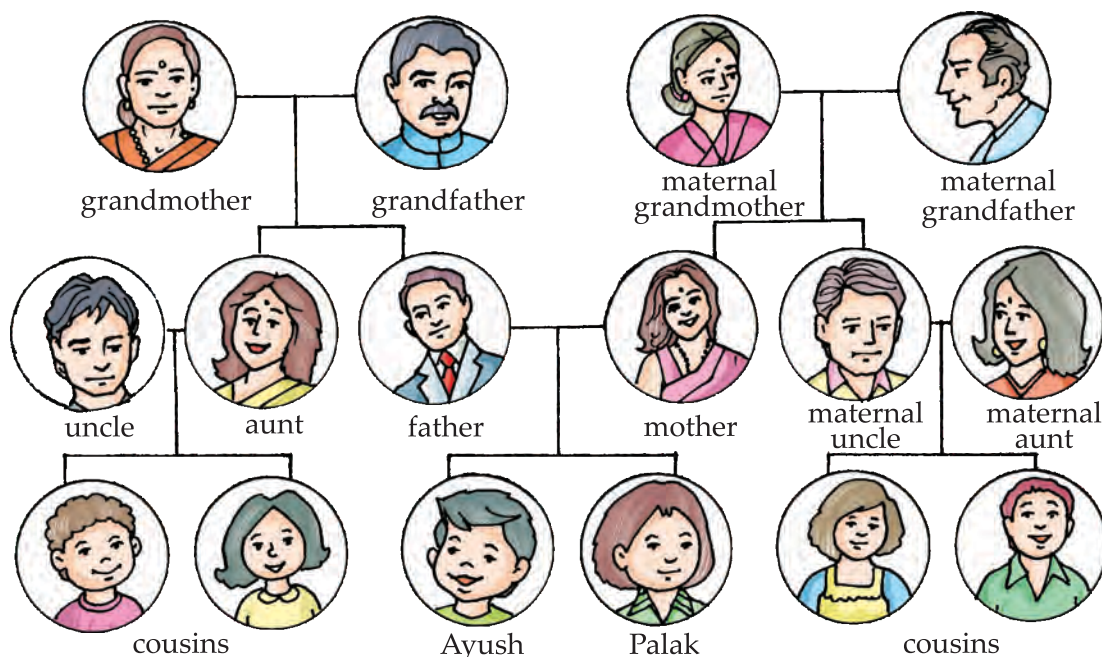 grandmother
grandfather
maternal
grandmother
maternal
grandfather
uncle
aunt
father
mother
maternal
uncle
maternal
aunt
cousins
Ayush
Palak
cousins